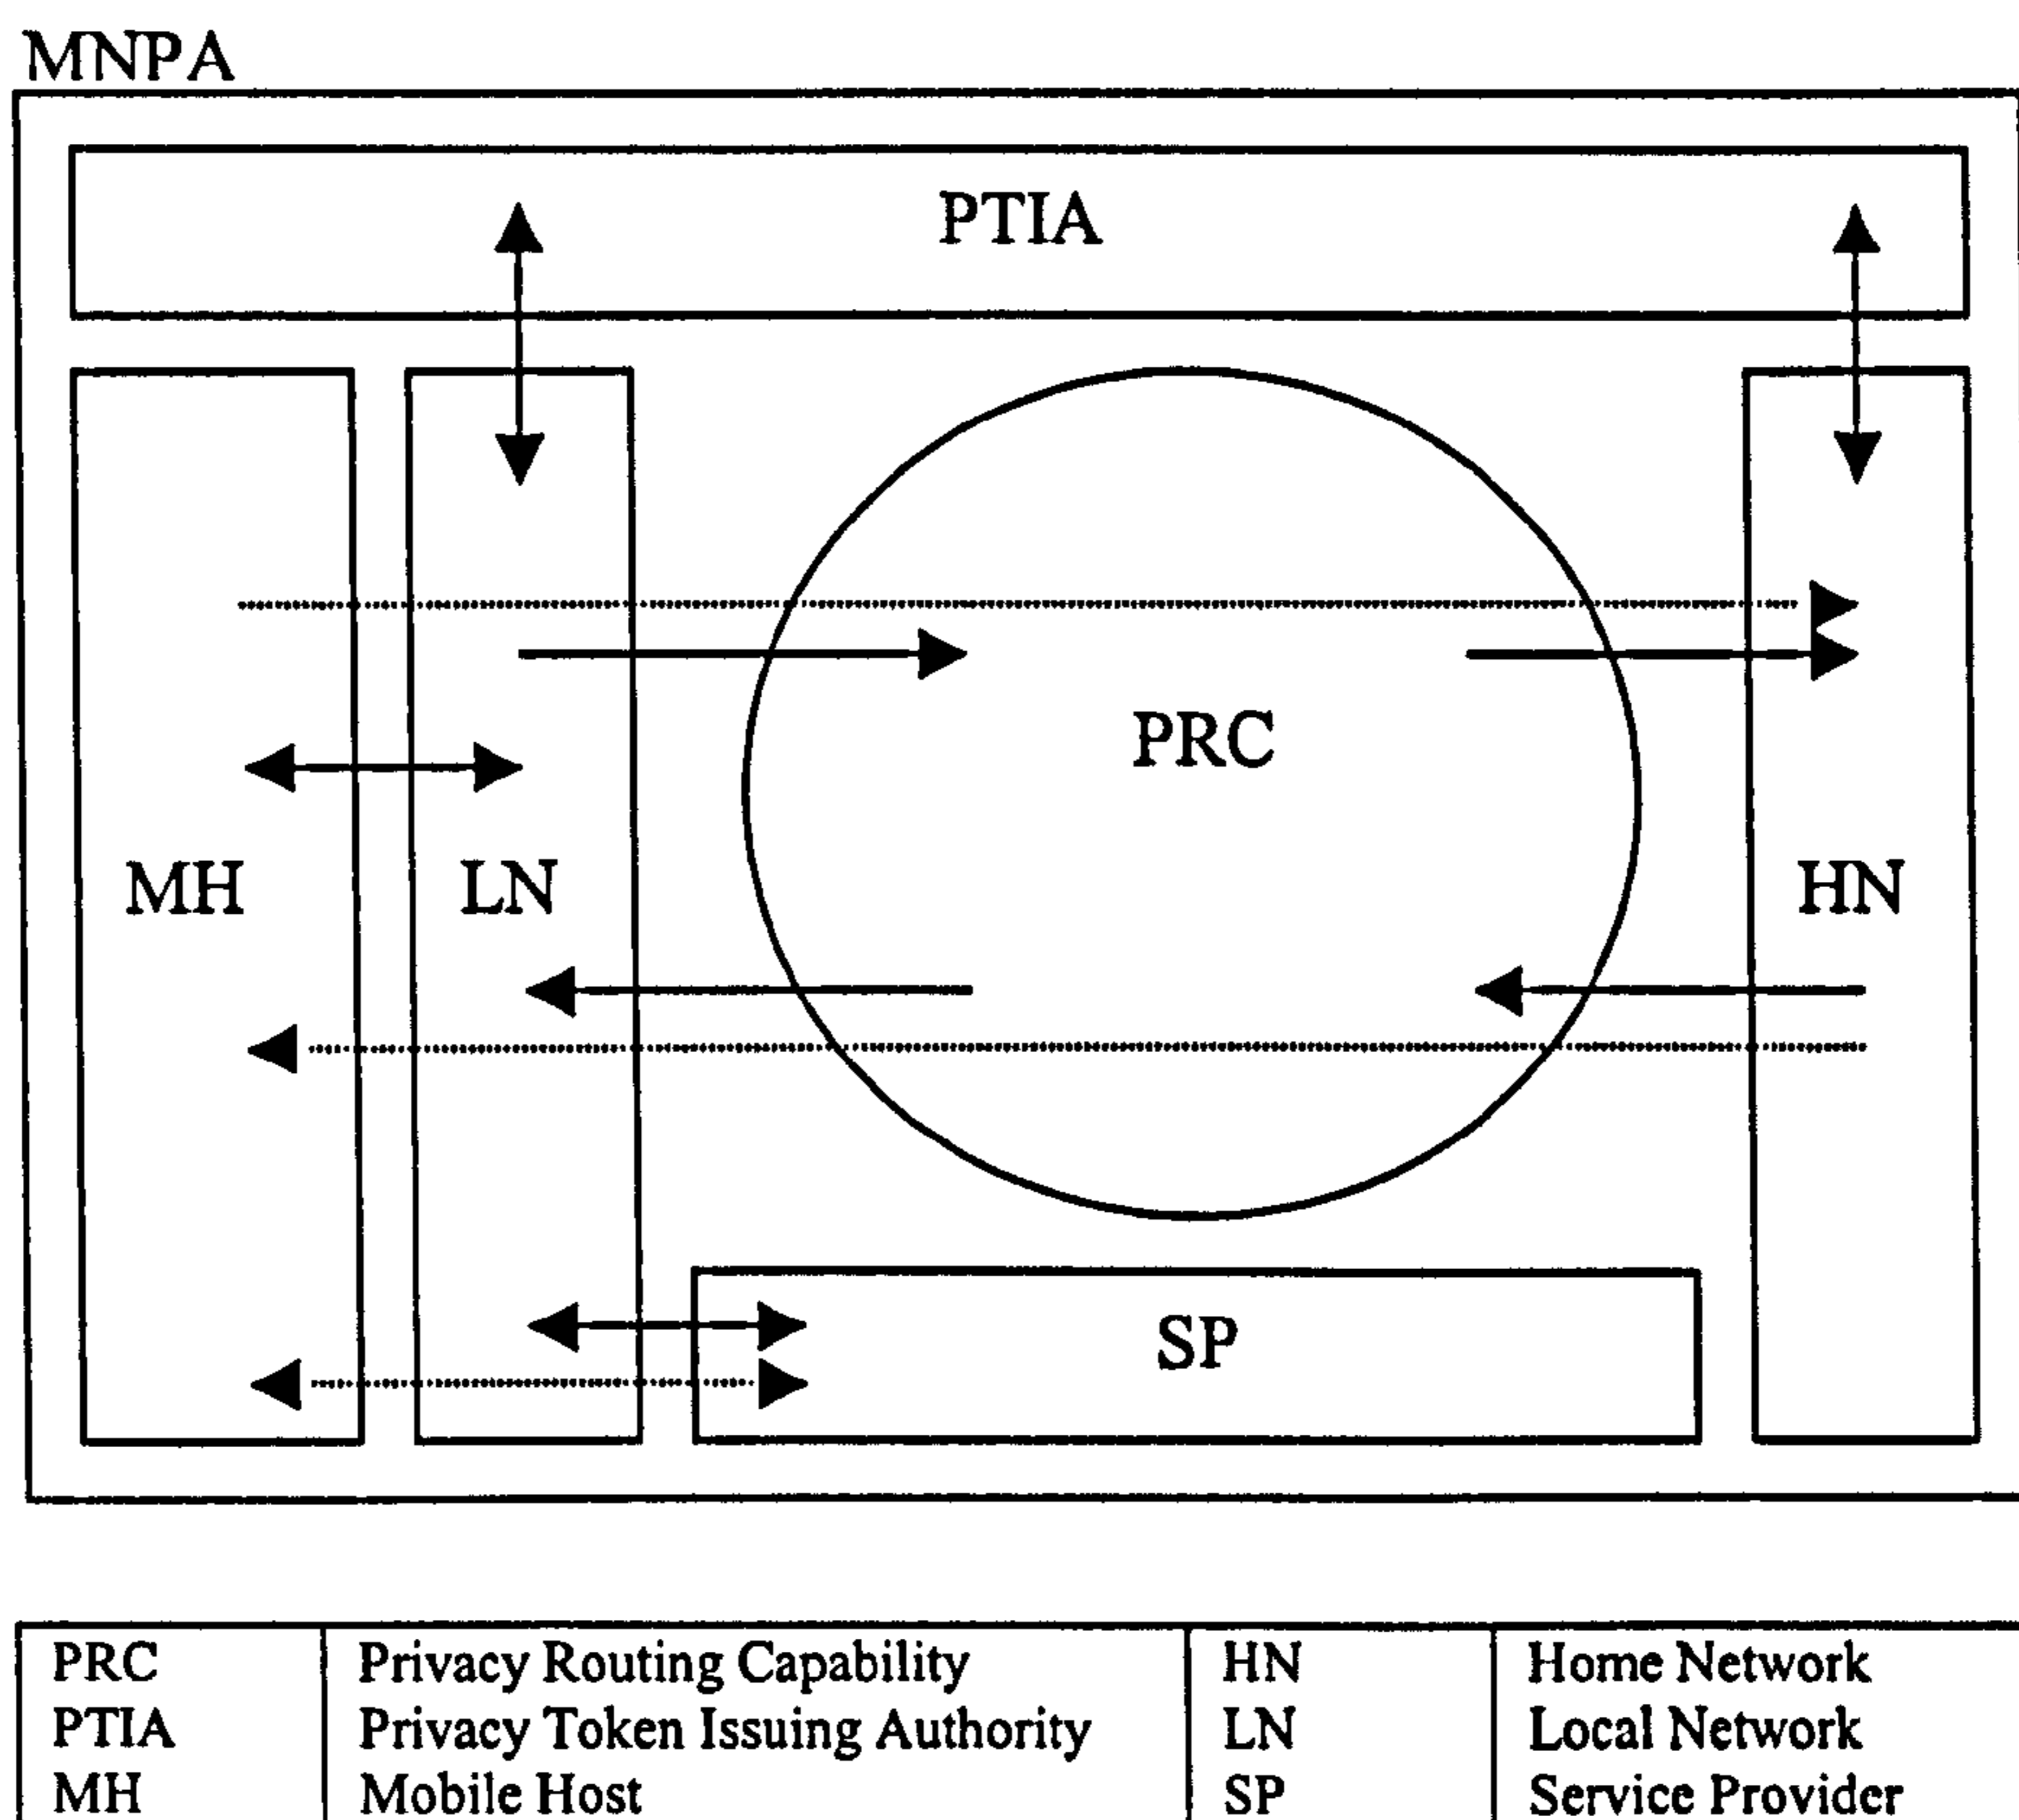 MNPA
PTIA
PRC
MH
LN
HN
SP
PRC Privacy Routing Capability HN Home Network
PTIA Privacy Token Issuing Authority LN Local Network
MH Mobile Host SP Service Provider